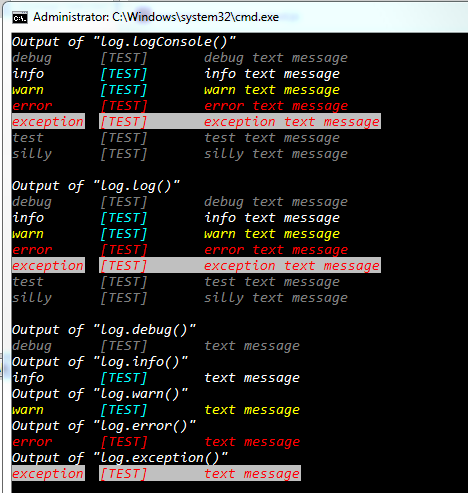 Administrator: C:\Windows\system32\cmd.exe
Output of "log.logConsole()"
debug [TEST] debug text message
info [TEST] info text message
warn [TEST] warn text message
error [TEST] error text message
exception [TEST] exception text message
test [TEST] test text message
silly [TEST] silly text message
Output of "log.log()"
debug [TEST] debug text message
info [TEST] info text message
warn [TEST] warn text message
error [TEST] error text message
exception [TEST] exception text message
test [TEST] test text message
silly [TEST] silly text message
Output of "log.debug()"
debug [TEST] text message
Output of "log.info()"
info [TEST] text message
Output of "log.warn()"
warn [TEST] text message
Output of "log.error()"
error [TEST] text message
Output of "log.exception()"
exception [TEST] text message